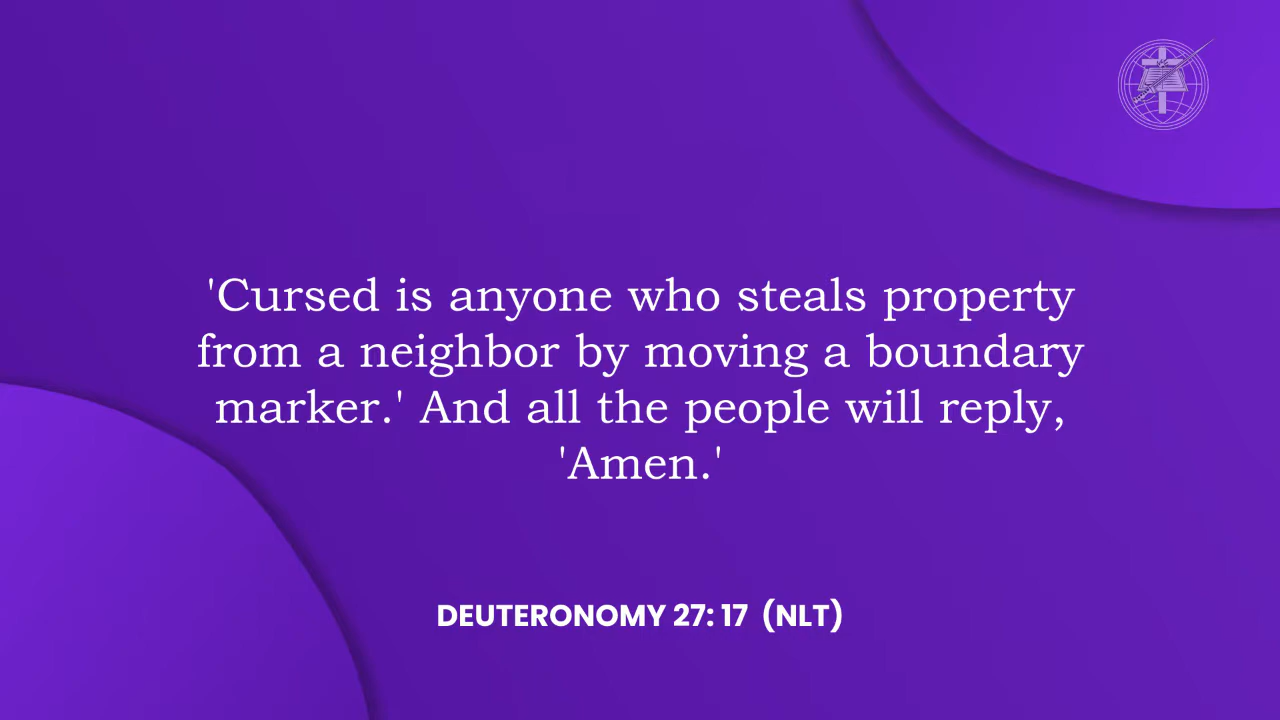 'Cursed is anyone who steals property
from a neighbor by moving a boundary
marker.' And all the people will reply,
'Amen.'
DEUTERONOMY 27: 17 (NLT)